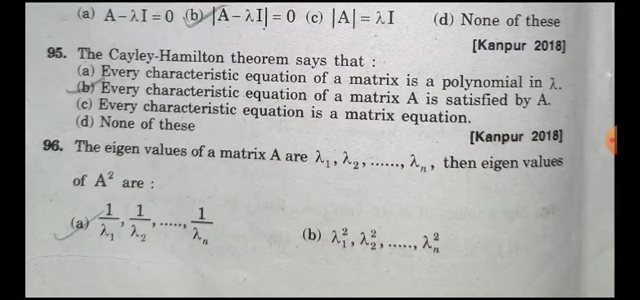 (a) A−λI = 0 (b) |A−λI| = 0 (c) |A| = λI (d) None of these
[Kanpur 2018]
95. The Cayley-Hamilton theorem says that :
(a) Every characteristic equation of a matrix is a polynomial in λ.
(b) Every characteristic equation of a matrix A is satisfied by A.
(c) Every characteristic equation is a matrix equation.
(d) None of these
[Kanpur 2018]
96. The eigen values of a matrix A are λ₁, λ₂, ......, λₙ, then eigen values
of A² are :
(a) 1/λ₁, 1/λ₂, ....., 1/λₙ (b) λ₁², λ₂², ....., λₙ²